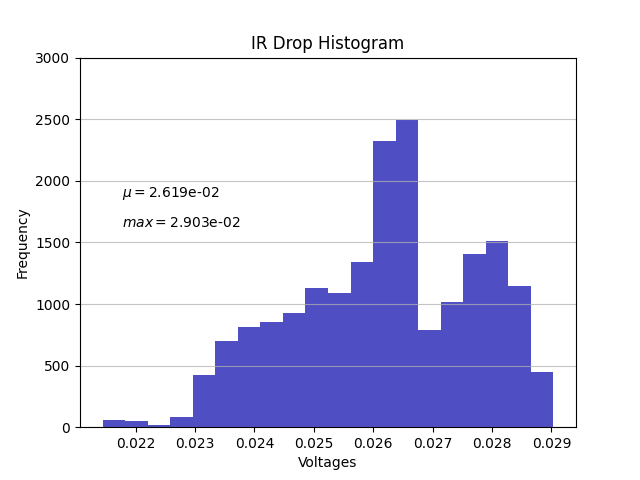 IR Drop Histogram
3000
2500
2000
1500
1000
500
0
Frequency
μ = 2.619e-02
max = 2.903e-02
0.022 0.023 0.024 0.025 0.026 0.027 0.028 0.029
Voltages